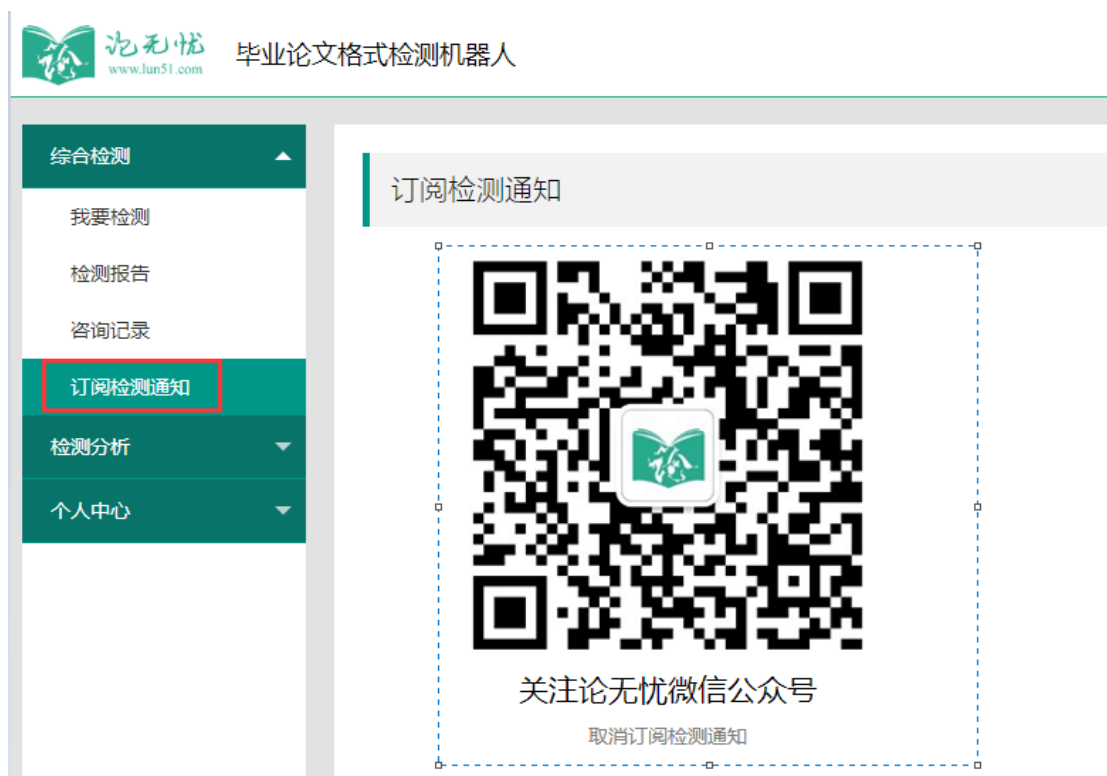 论无忧
www.lun51.com
毕业论文格式检测机器人
综合检测
我要检测
检测报告
咨询记录
订阅检测通知
检测分析
个人中心
订阅检测通知
论
关注论无忧微信公众号
取消订阅检测通知